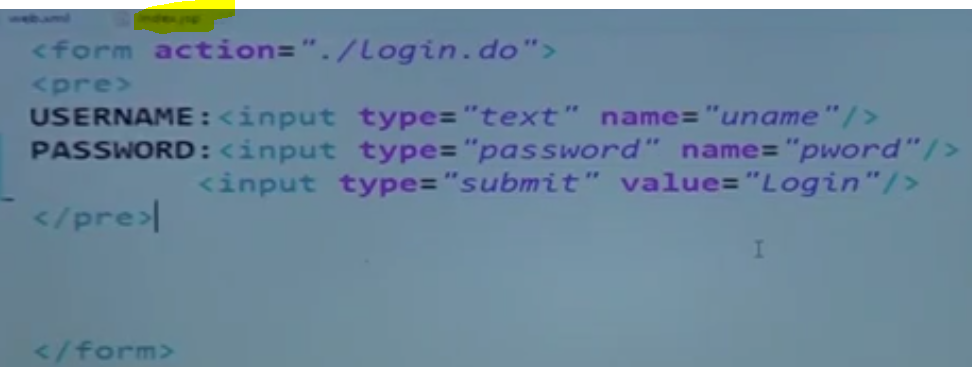 web.xml index.jsp
<form action="./login.do">
<pre>
USERNAME:<input type="text" name="uname"/>
PASSWORD:<input type="password" name="pword"/>
<input type="submit" value="Login"/>
</pre>
</form>